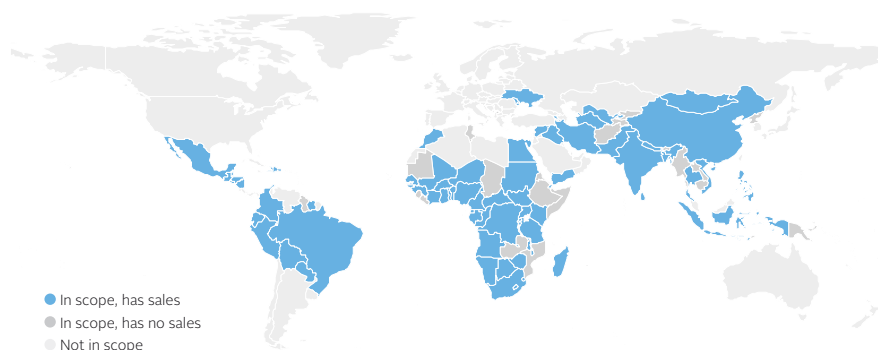 In scope, has sales
In scope, has no sales
Not in scope